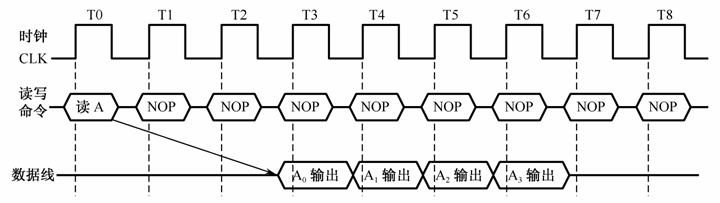 T0 T1 T2 T3 T4 T5 T6 T7 T8
时钟
CLK
读写
命令
读 A NOP NOP NOP NOP NOP NOP NOP NOP
数据线
A₀ 输出 A₁ 输出 A₂ 输出 A₃ 输出